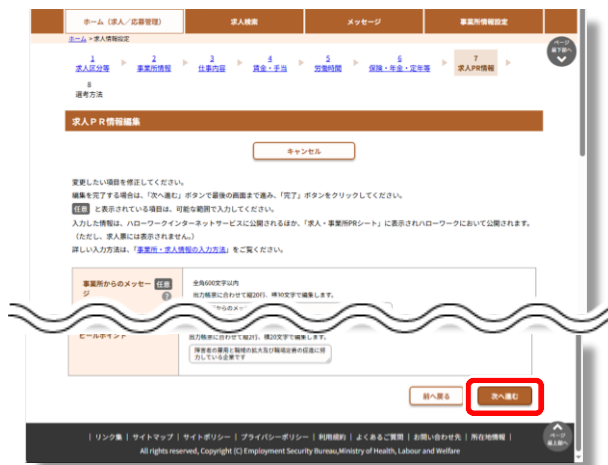 ホーム（求人／応募管理） 求人検索 メッセージ 事業所情報設定
ホーム > 求人情報設定
ページ最下部へ
1 求人区分等 2 事業所情報 3 仕事内容 4 賃金・手当 5 労働時間 6 保険・年金・定年等 7 求人PR情報
8 選考方法
求人ＰＲ情報編集
キャンセル
変更したい項目を修正してください。
編集を完了する場合は、「次へ進む」ボタンで最後の画面まで進み、「完了」ボタンをクリックしてください。
任意 と表示されている項目は、可能な範囲で入力してください。
入力した情報は、ハローワークインターネットサービスに公開されるほか、「求人・事業所PRシート」に表示されハローワークにおいて公開されます。
（ただし、求人票には表示されません。）
詳しい入力方法は、「事業所・求人情報の入力方法」をご覧ください。
事業所からのメッセージ 任意 ?
全角600文字以内
出力帳票に合わせて縦20行、横30文字で編集します。
からのメッ
ピールポイント
出力帳票に合わせて縦2行、横20文字で編集します。
障害者の雇用と職域の拡大及び職場定着の促進に努
力している企業です
前へ戻る 次へ進む
| リンク集 | サイトマップ | サイトポリシー | プライバシーポリシー | 利用規約 | よくあるご質問 | お問い合わせ先 | 所在地情報 |
ページ最上部へ
All rights reserved, Copyright (C) Employment Security Bureau,Ministry of Health, Labour and Welfare